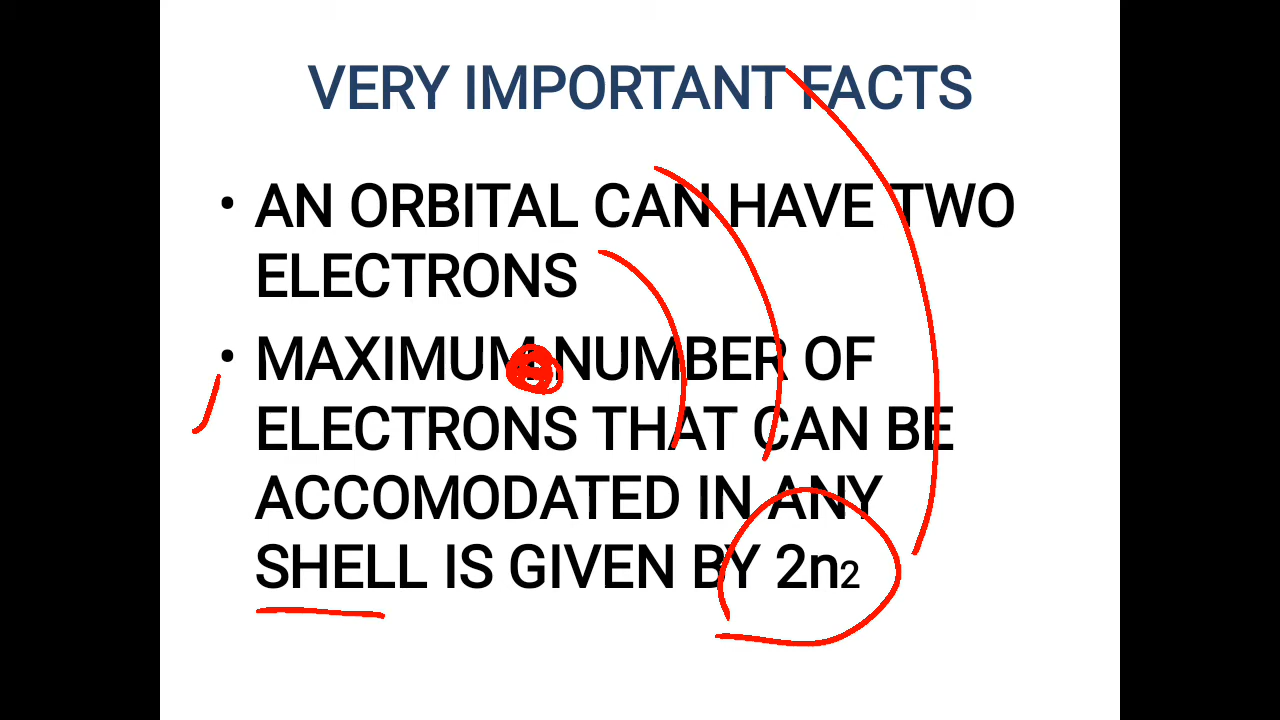 VERY IMPORTANT FACTS
• AN ORBITAL CAN HAVE TWO
ELECTRONS
• MAXIMUM NUMBER OF
ELECTRONS THAT CAN BE
ACCOMODATED IN ANY
SHELL IS GIVEN BY 2n2